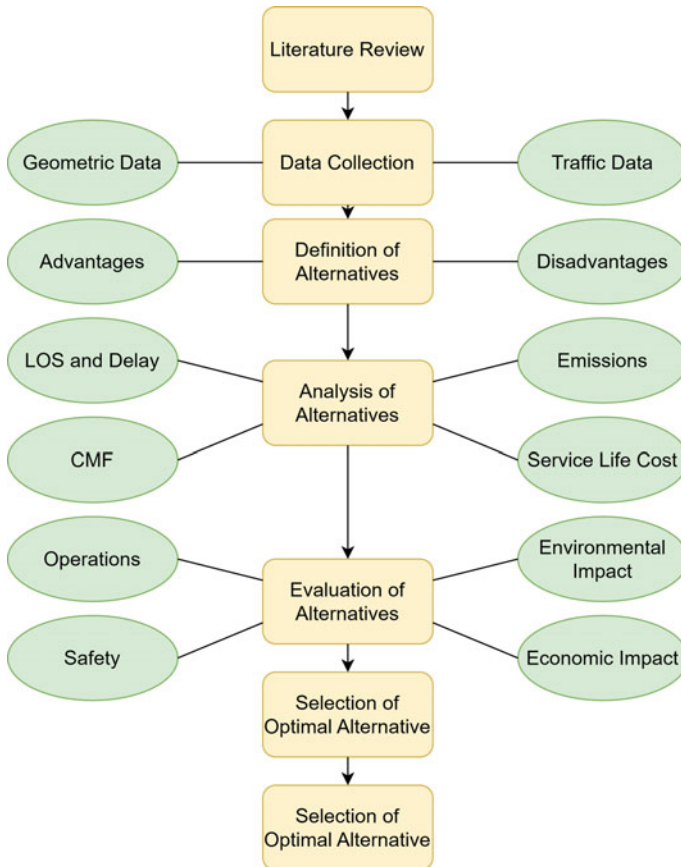 Literature Review
Geometric Data
Data Collection
Traffic Data
Advantages
Definition of
Alternatives
Disadvantages
LOS and Delay
Analysis of
Alternatives
Emissions
CMF
Service Life Cost
Operations
Evaluation of
Alternatives
Environmental
Impact
Safety
Economic Impact
Selection of
Optimal Alternative
Selection of
Optimal Alternative